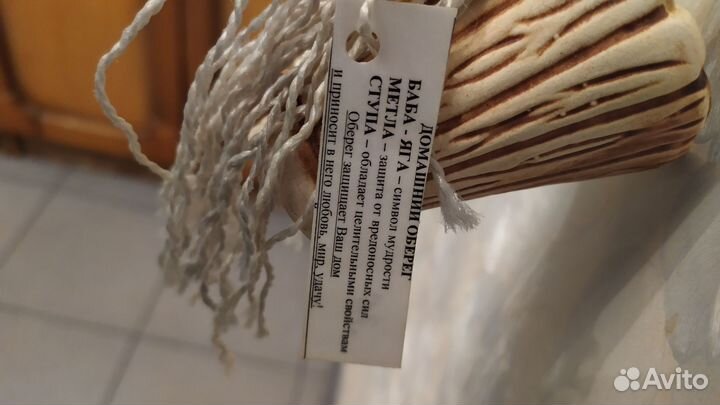 ДОМАШНИЙ ОБЕРЕГ
БАБА - ЯГА – символ мудрости
МЕТЛА – защита от вредоносных сил
СТУПА – обладает целительными свойствам
Оберег защищает Ваш дом
и приносит в него любовь, мир, удачу!
Avito